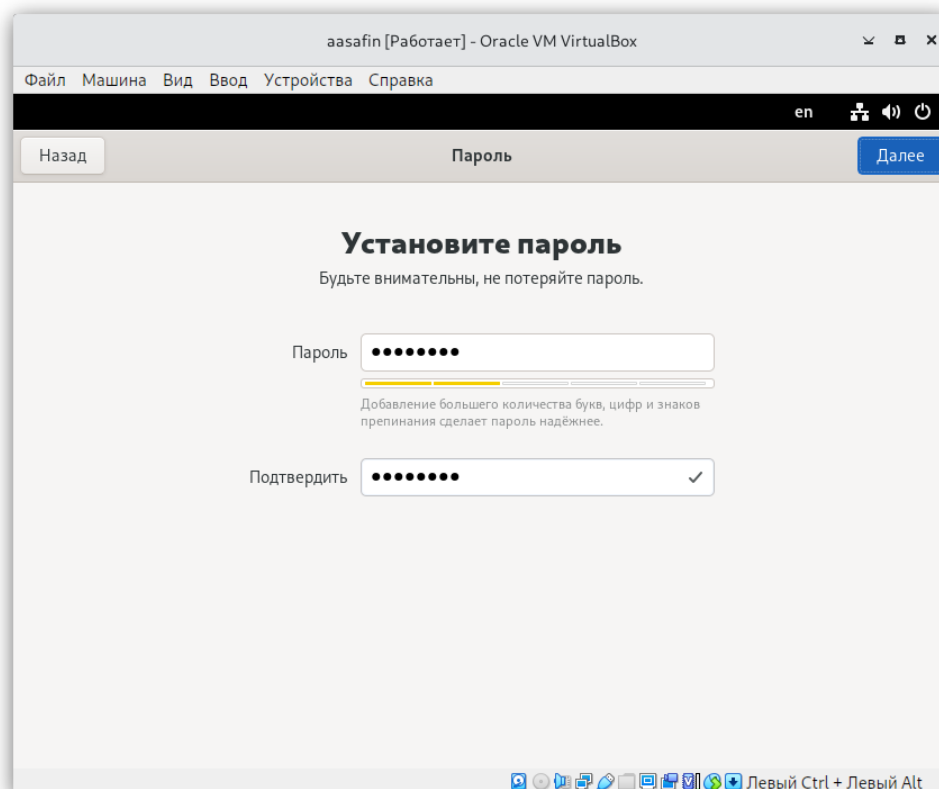 aasafin [Работает] - Oracle VM VirtualBox
Файл Машина Вид Ввод Устройства Справка
en
Назад Пароль Далее
Установите пароль
Будьте внимательны, не потеряйте пароль.
Пароль ●●●●●●●●
Добавление большего количества букв, цифр и знаков
препинания сделает пароль надёжнее.
Подтвердить ●●●●●●●●
Левый Ctrl + Левый Alt